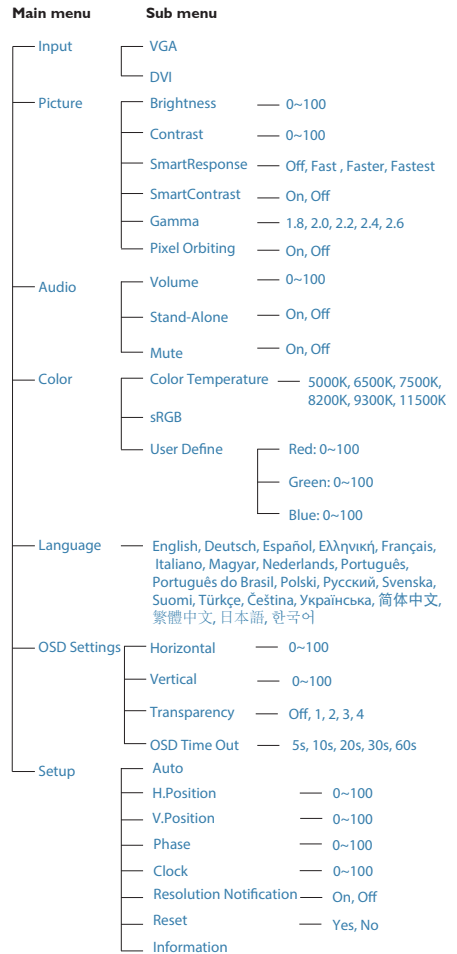 Main menu Sub menu
Input VGA
DVI
Picture Brightness 0~100
Contrast 0~100
SmartResponse Off, Fast , Faster, Fastest
SmartContrast On, Off
Gamma 1.8, 2.0, 2.2, 2.4, 2.6
Pixel Orbiting On, Off
Audio Volume 0~100
Stand-Alone On, Off
Mute On, Off
Color Color Temperature 5000K, 6500K, 7500K,
8200K, 9300K, 11500K
sRGB
User Define Red: 0~100
Green: 0~100
Blue: 0~100
Language English, Deutsch, Español, Ελληνική, Français,
Italiano, Magyar, Nederlands, Português,
Português do Brasil, Polski, Русский, Svenska,
Suomi, Türkçe, Čeština, Українська, 简体中文,
繁體中文, 日本語, 한국어
OSD Settings Horizontal 0~100
Vertical 0~100
Transparency Off, 1, 2, 3, 4
OSD Time Out 5s, 10s, 20s, 30s, 60s
Setup Auto
H.Position 0~100
V.Position 0~100
Phase 0~100
Clock 0~100
Resolution Notification On, Off
Reset Yes, No
Information